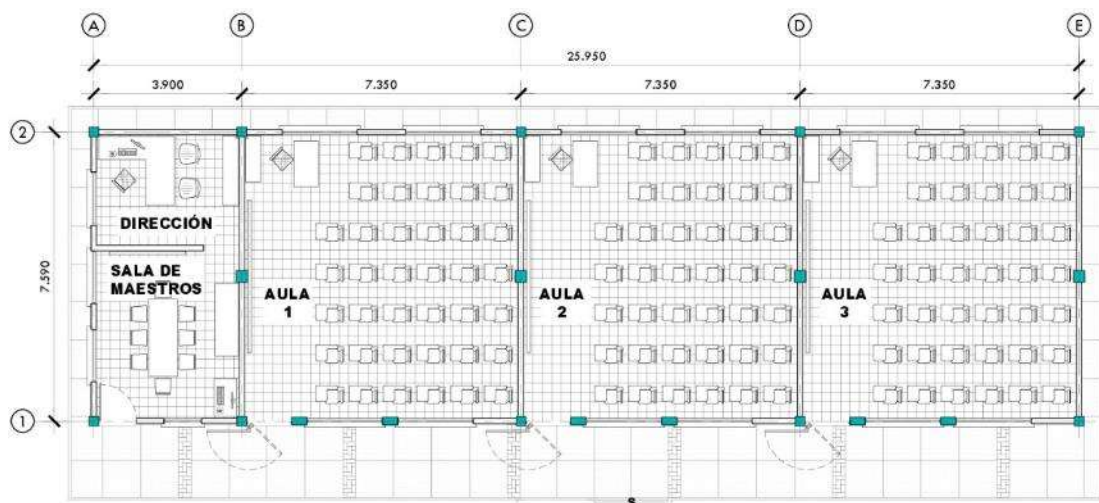 A B C D E
25.950
3.900 7.350 7.350 7.350
2
DIRECCIÓN
7.590
SALA DE
MAESTROS
AULA
1
AULA
2
AULA
3
1
S